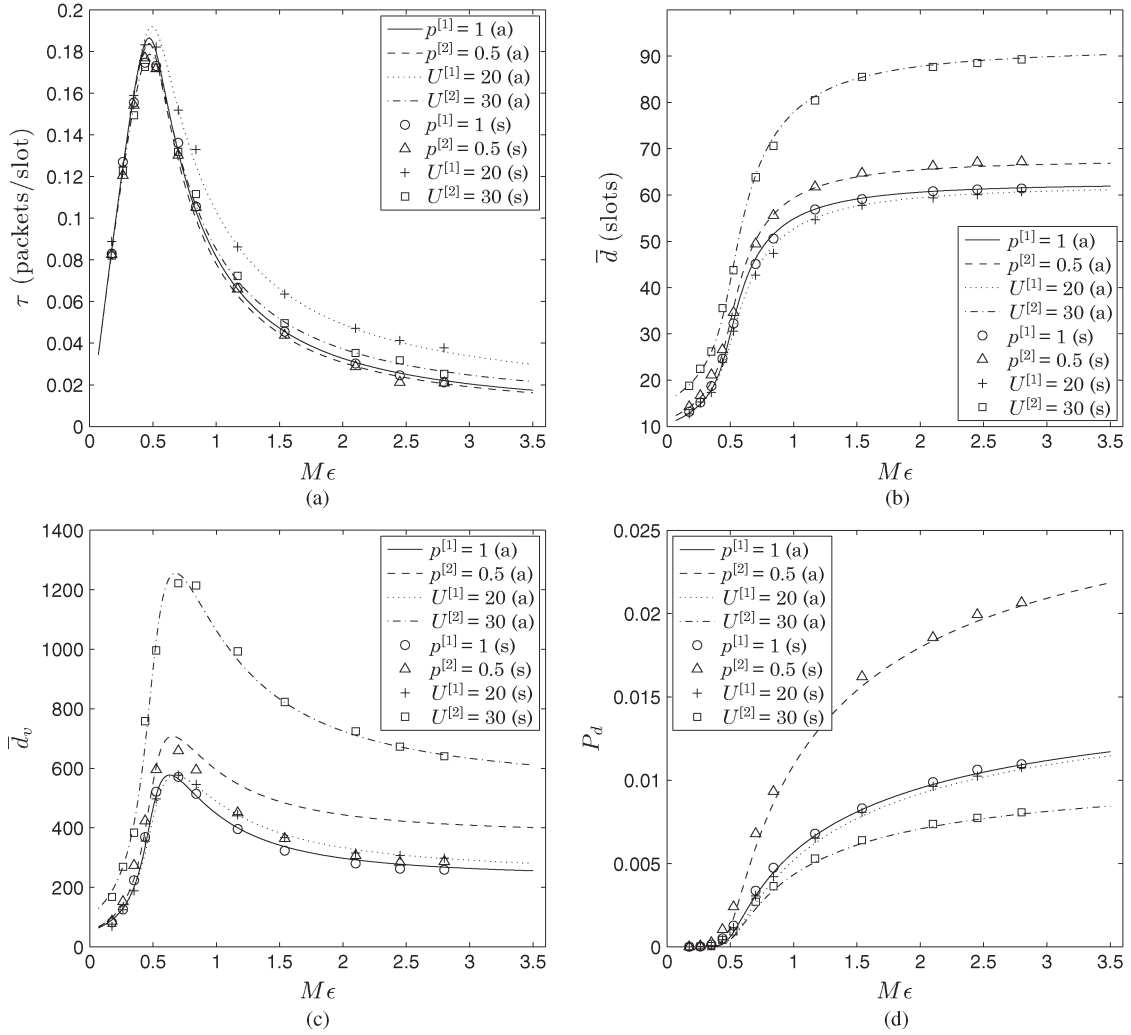 τ (packets/slot)
0.2
0.18
0.16
0.14
0.12
0.1
0.08
0.06
0.04
0.02
0
0 0.5 1 1.5 2 2.5 3 3.5
Mϵ
(a)
p[1] = 1 (a)
p[2] = 0.5 (a)
U[1] = 20 (a)
U[2] = 30 (a)
p[1] = 1 (s)
p[2] = 0.5 (s)
U[1] = 20 (s)
U[2] = 30 (s)
d̅ (slots)
90
80
70
60
50
40
30
20
10
0 0.5 1 1.5 2 2.5 3 3.5
Mϵ
(b)
p[1] = 1 (a)
p[2] = 0.5 (a)
U[1] = 20 (a)
U[2] = 30 (a)
p[1] = 1 (s)
p[2] = 0.5 (s)
U[1] = 20 (s)
U[2] = 30 (s)
d̅v
1400
1200
1000
800
600
400
200
0
0 0.5 1 1.5 2 2.5 3 3.5
Mϵ
(c)
p[1] = 1 (a)
p[2] = 0.5 (a)
U[1] = 20 (a)
U[2] = 30 (a)
p[1] = 1 (s)
p[2] = 0.5 (s)
U[1] = 20 (s)
U[2] = 30 (s)
Pd
0.025
0.02
0.015
0.01
0.005
0
0 0.5 1 1.5 2 2.5 3 3.5
Mϵ
(d)
p[1] = 1 (a)
p[2] = 0.5 (a)
U[1] = 20 (a)
U[2] = 30 (a)
p[1] = 1 (s)
p[2] = 0.5 (s)
U[1] = 20 (s)
U[2] = 30 (s)